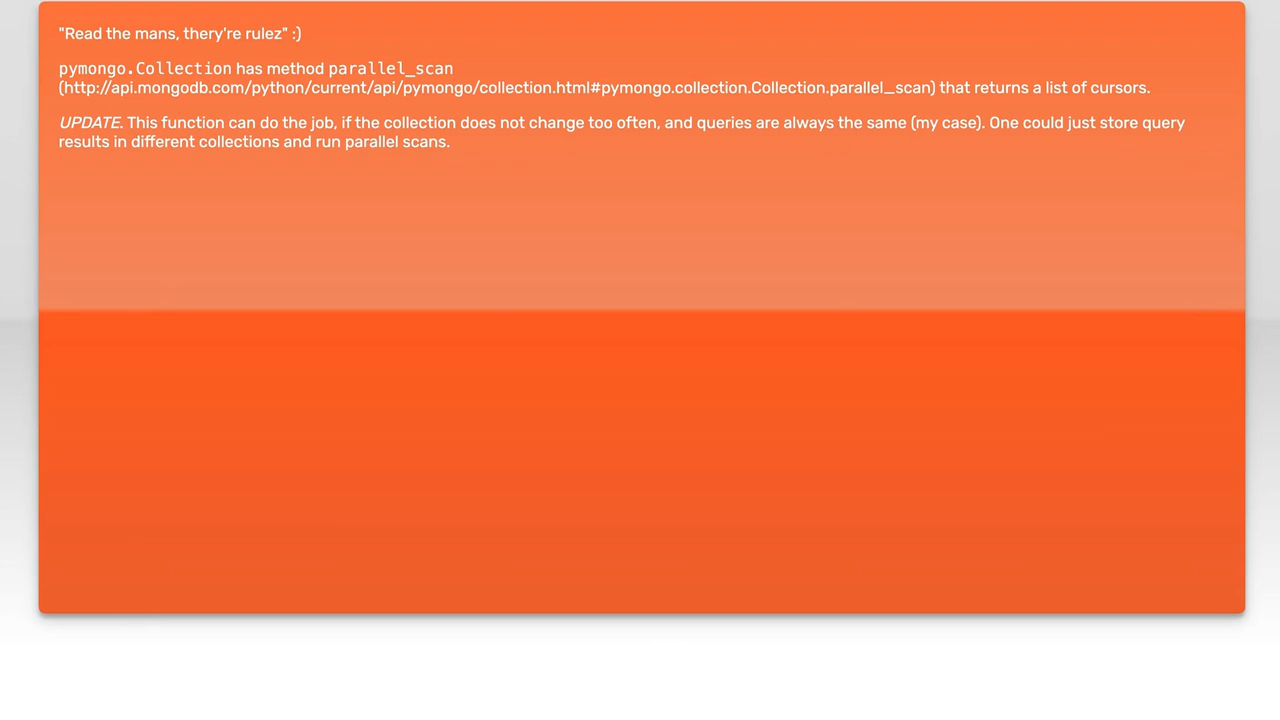 "Read the mans, thery're rulez" :)
pymongo.Collection has method parallel_scan
(http://api.mongodb.com/python/current/api/pymongo/collection.html#pymongo.collection.Collection.parallel_scan) that returns a list of cursors.
UPDATE. This function can do the job, if the collection does not change too often, and queries are always the same (my case). One could just store query
results in different collections and run parallel scans.